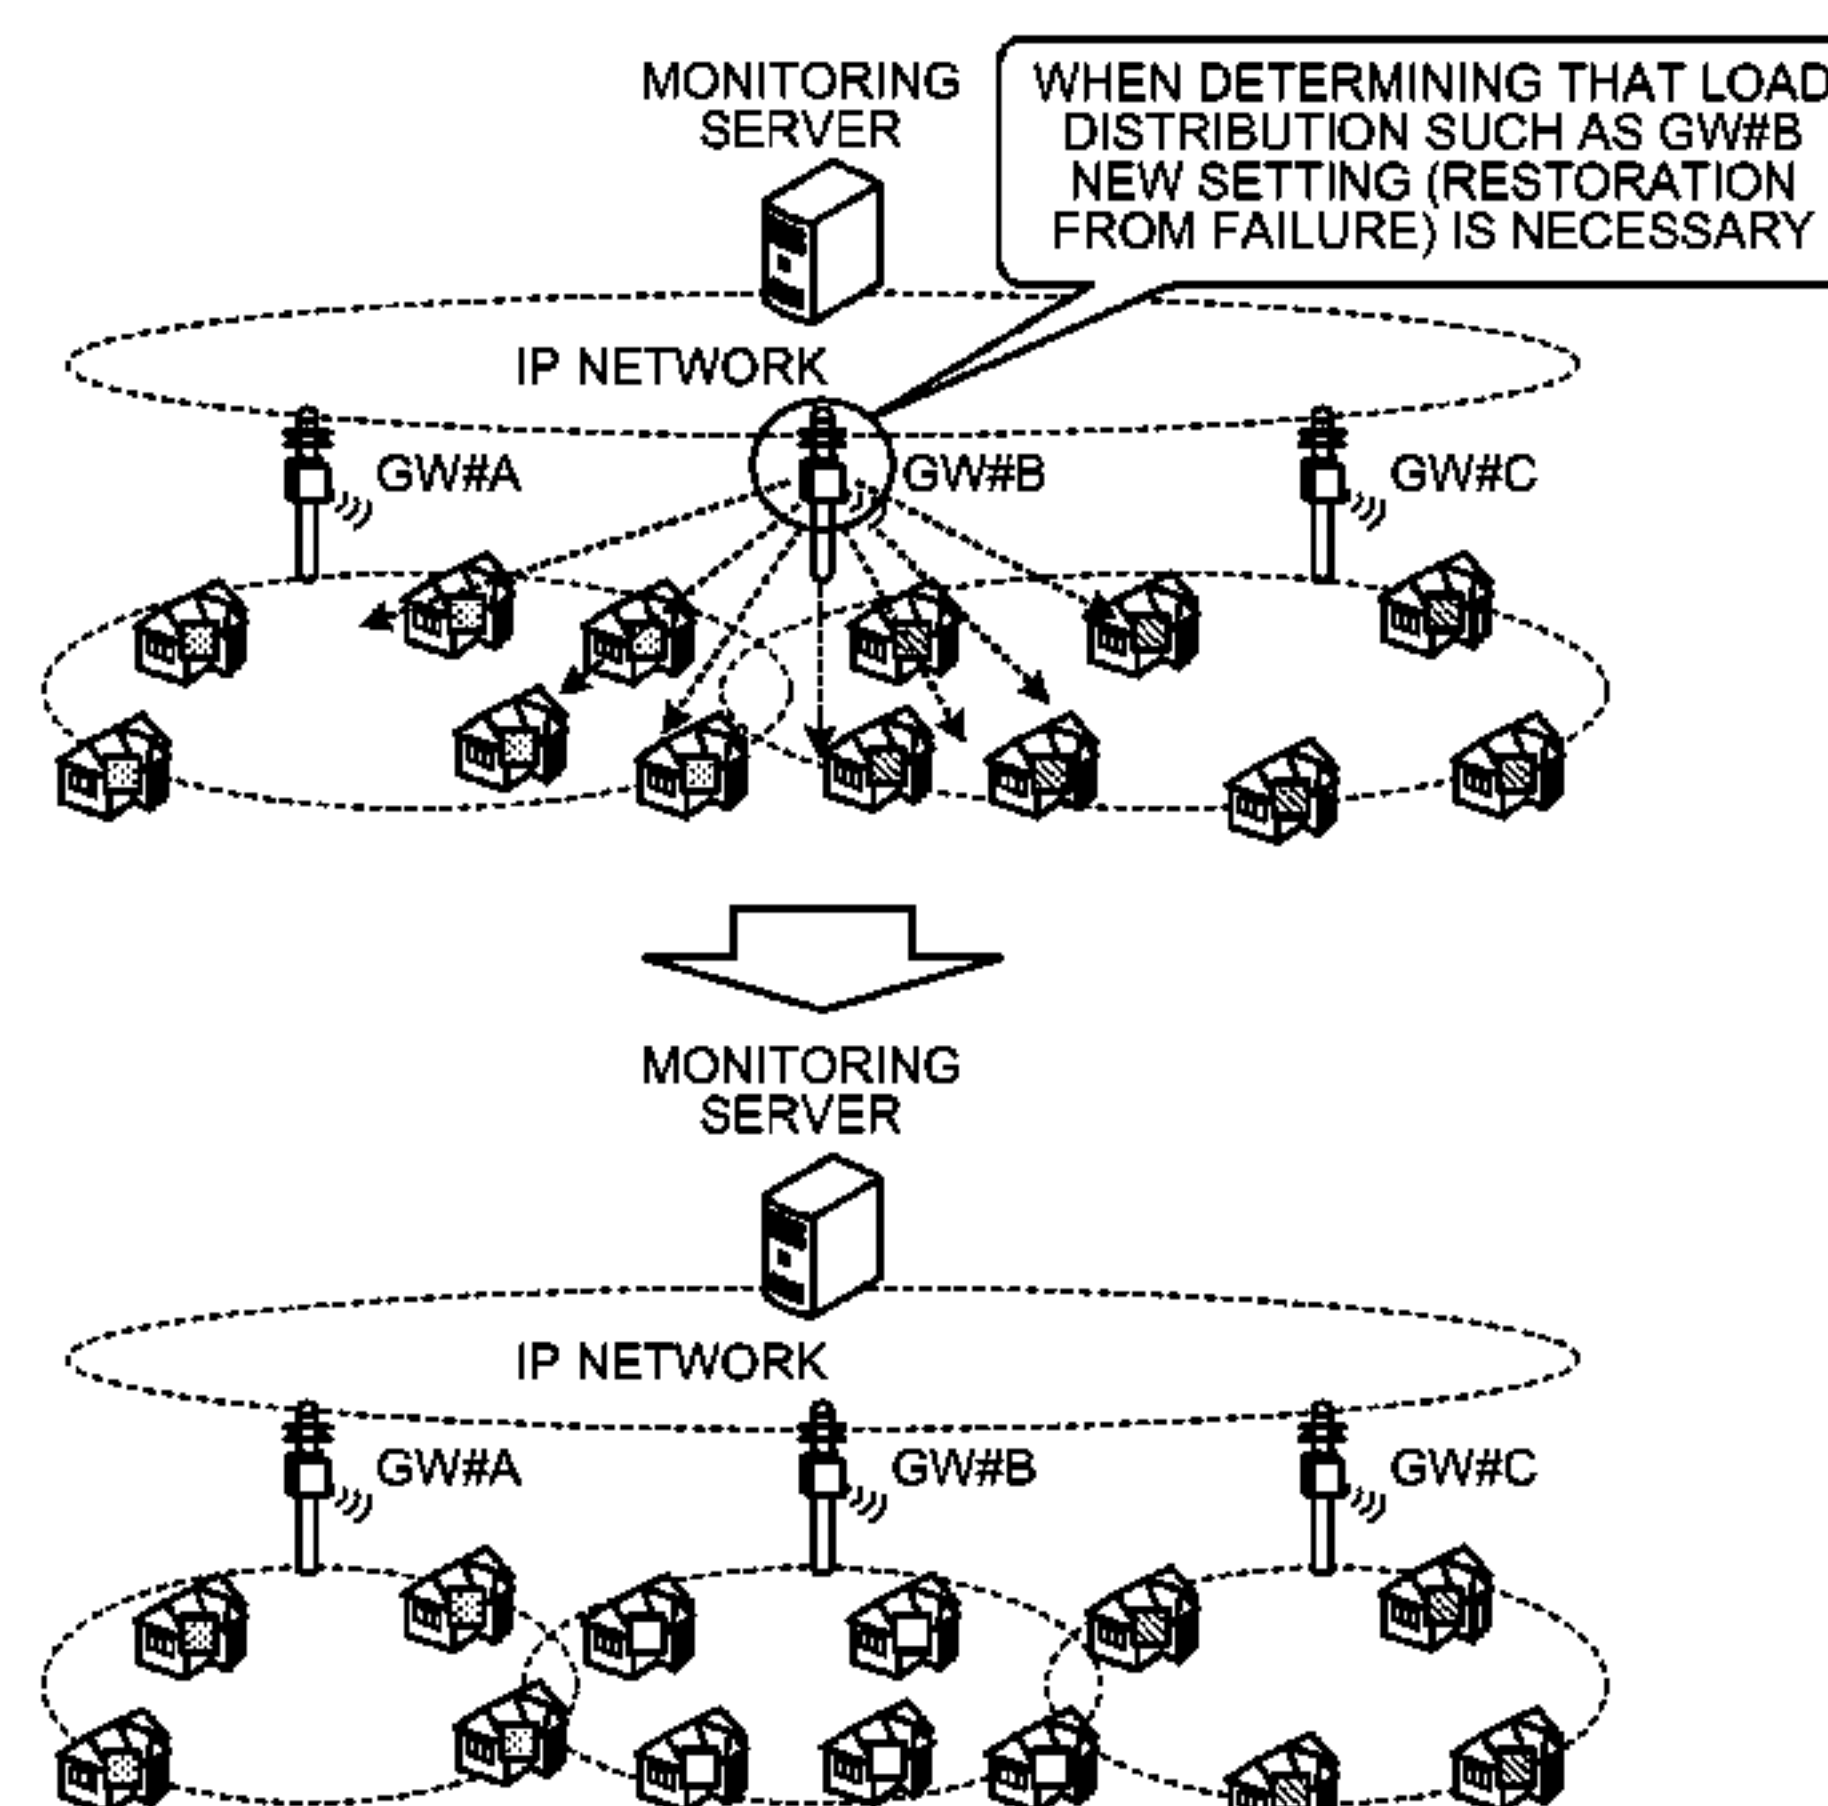 MONITORING
SERVER
WHEN DETERMINING THAT LOAD
DISTRIBUTION SUCH AS GW#B
NEW SETTING (RESTORATION
FROM FAILURE) IS NECESSARY
IP NETWORK
GW#A
GW#B
GW#C
MONITORING
SERVER
IP NETWORK
GW#A
GW#B
GW#C